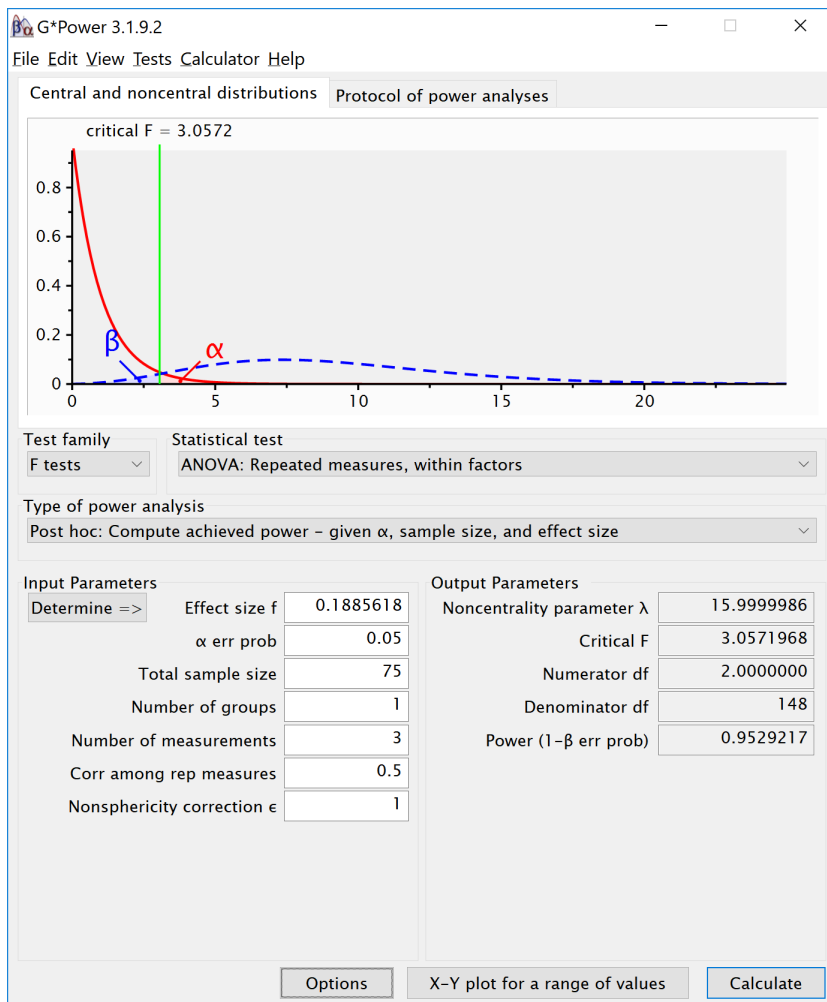 G*Power 3.1.9.2
File Edit View Tests Calculator Help
Central and noncentral distributions Protocol of power analyses
critical F = 3.0572
0.8
0.6
0.4
0.2
0
β
α
0 5 10 15 20
Test family
F tests
Statistical test
ANOVA: Repeated measures, within factors
Type of power analysis
Post hoc: Compute achieved power – given α, sample size, and effect size
Input Parameters
Determine => Effect size f 0.1885618
α err prob 0.05
Total sample size 75
Number of groups 1
Number of measurements 3
Corr among rep measures 0.5
Nonsphericity correction ϵ 1
Output Parameters
Noncentrality parameter λ 15.9999986
Critical F 3.0571968
Numerator df 2.0000000
Denominator df 148
Power (1-β err prob) 0.9529217
Options X-Y plot for a range of values Calculate